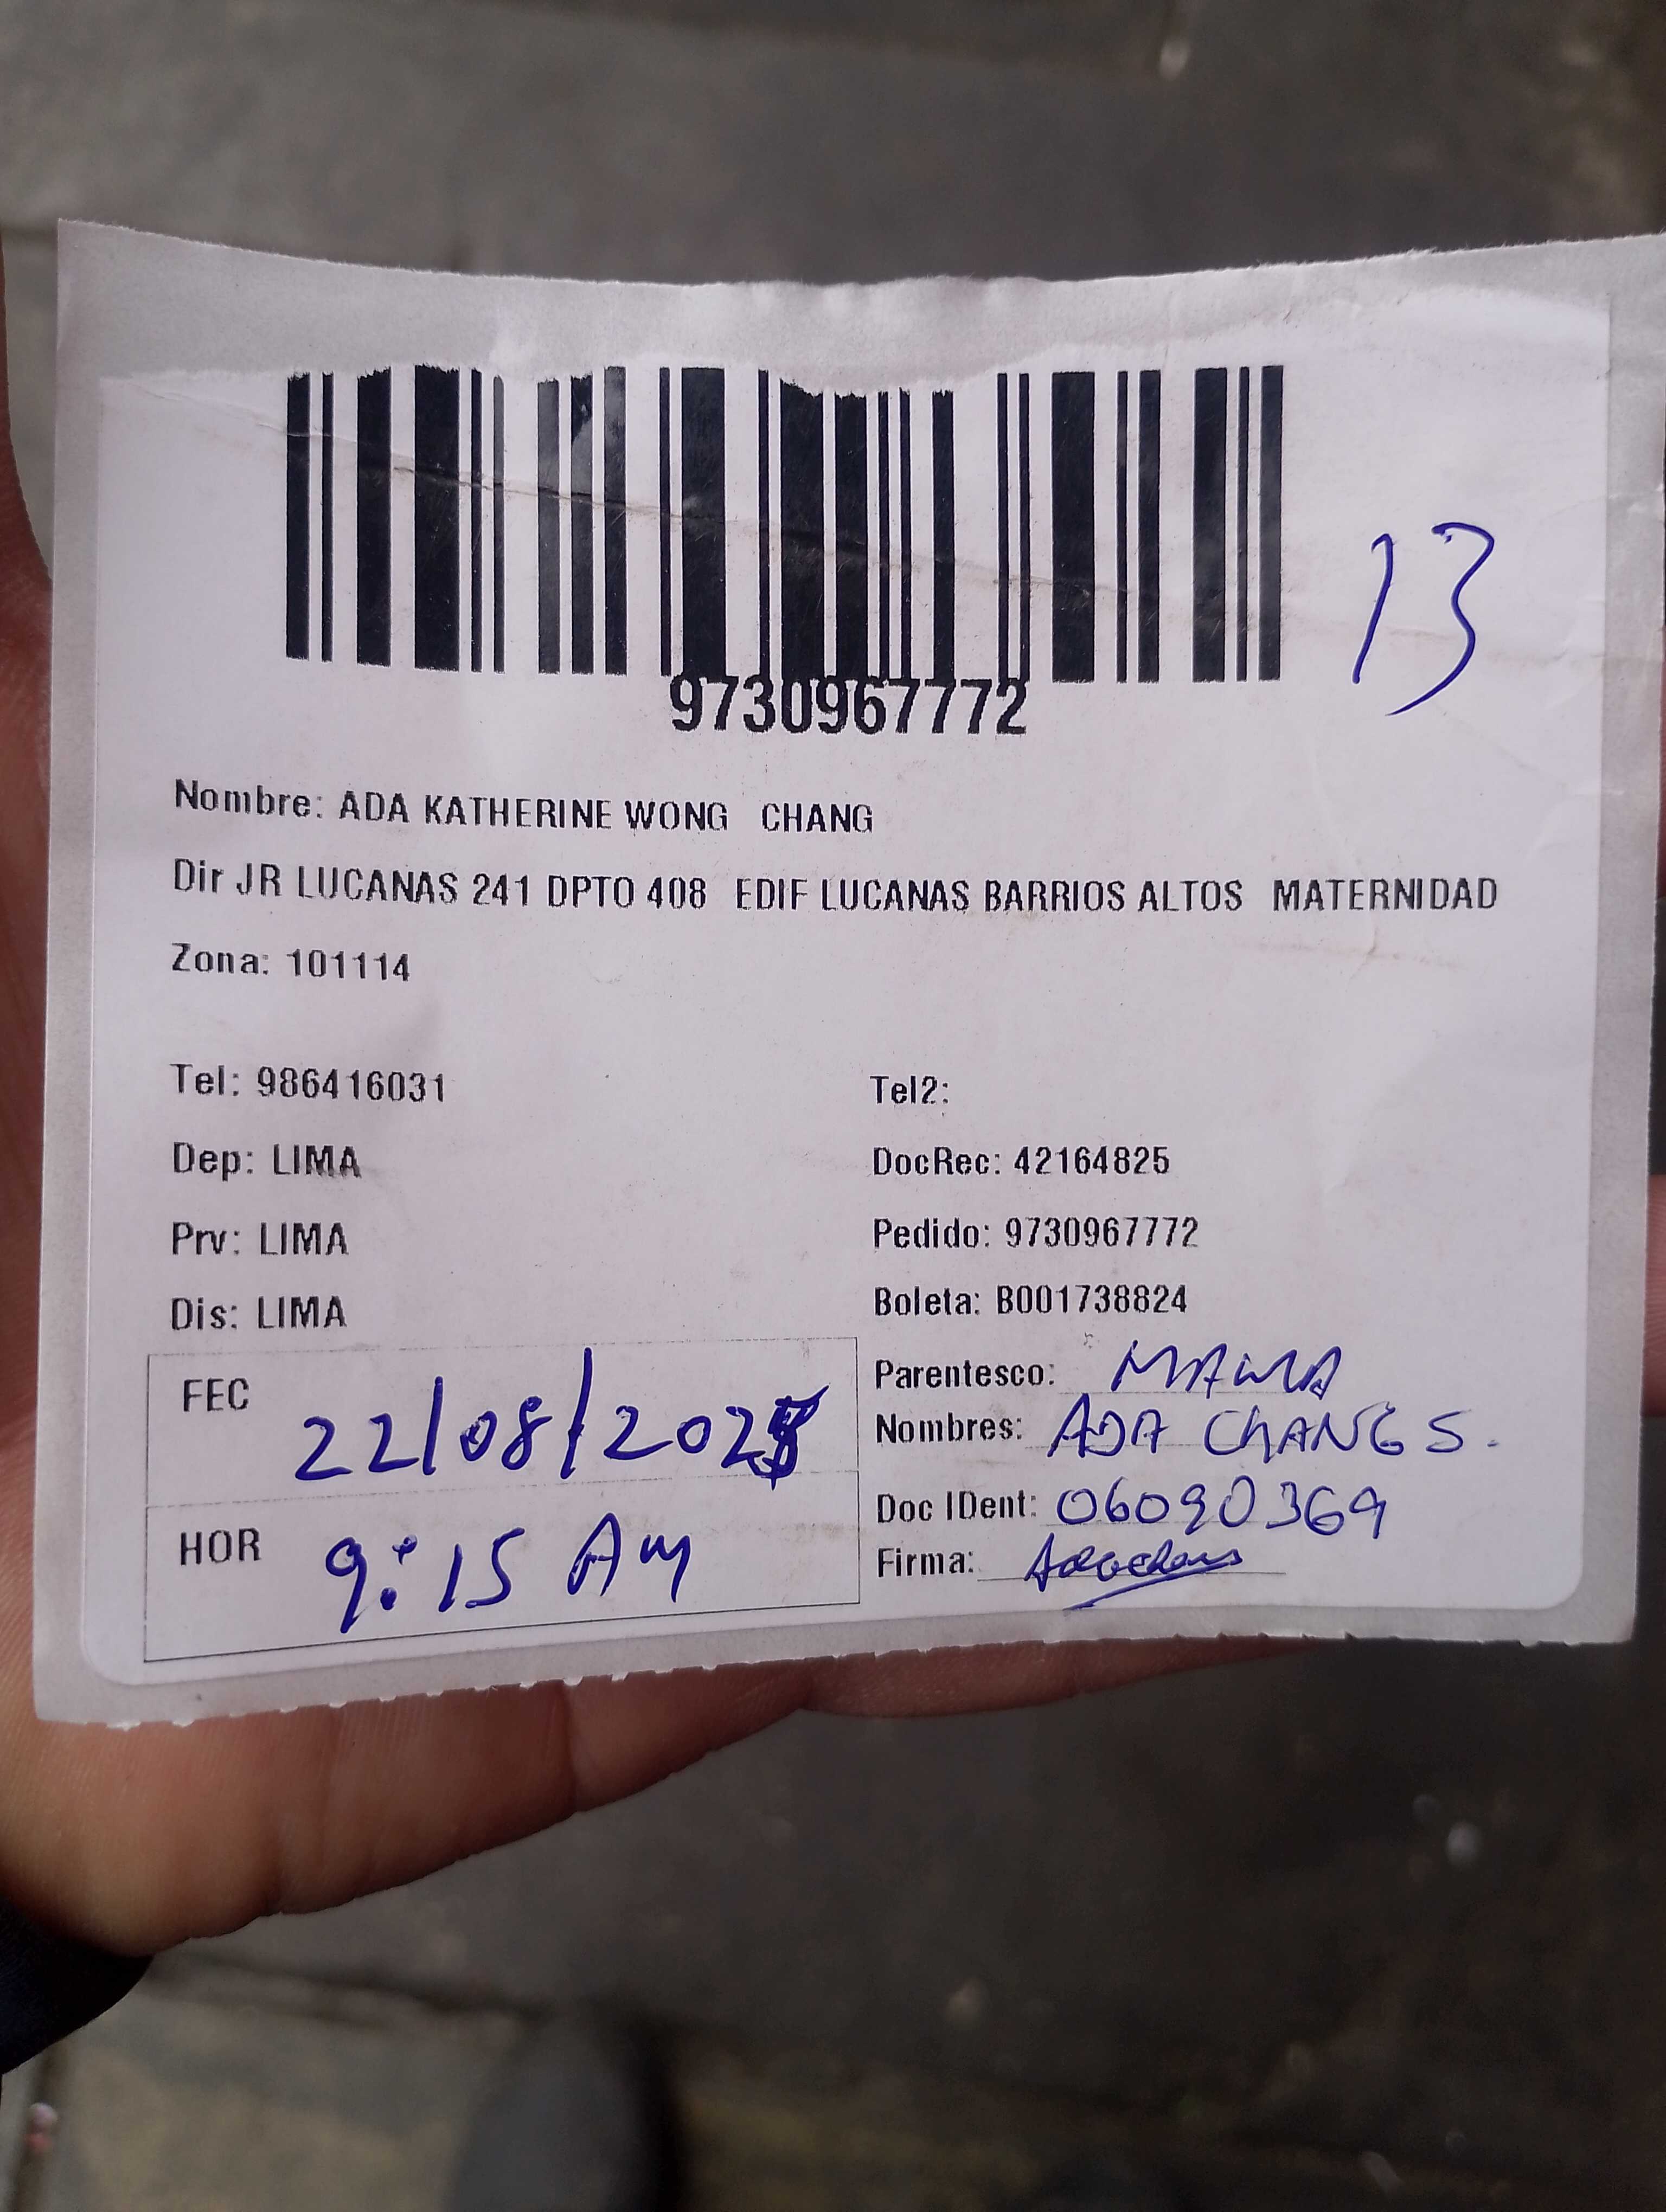 13
9730967772
Nombre: ADA KATHERINE WONG CHANG
Dir JR LUCANAS 241 DPTO 408 EDIF LUCANAS BARRIOS ALTOS MATERNIDAD
Zona: 101114
Tel: 986416031 Tel2:
Dep: LIMA DocRec: 42164825
Prv: LIMA Pedido: 9730967772
Dis: LIMA Boleta: B001738824
FEC 22/08/202
HOR 9:15 AM
Parentesco: MAMA
Nombres: ADA CHANG S.
Doc IDent: 06090369
Firma: